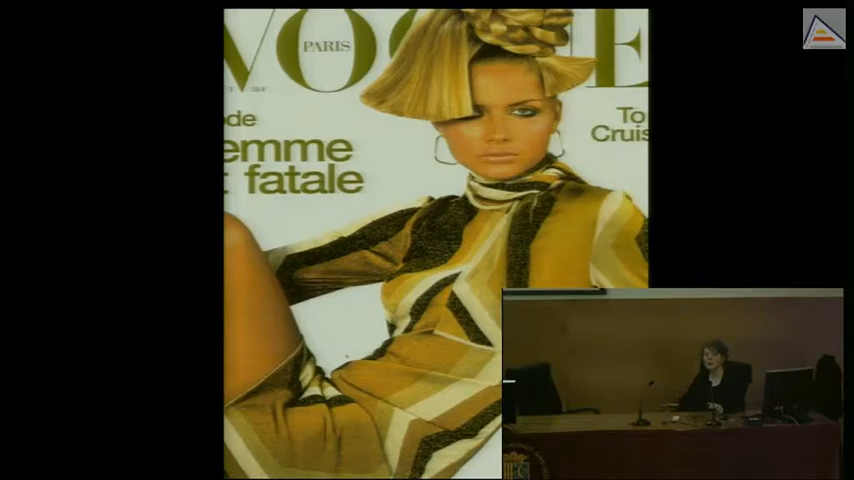 VOGUE
PARIS
ode
To
Cruis
emme
fatale